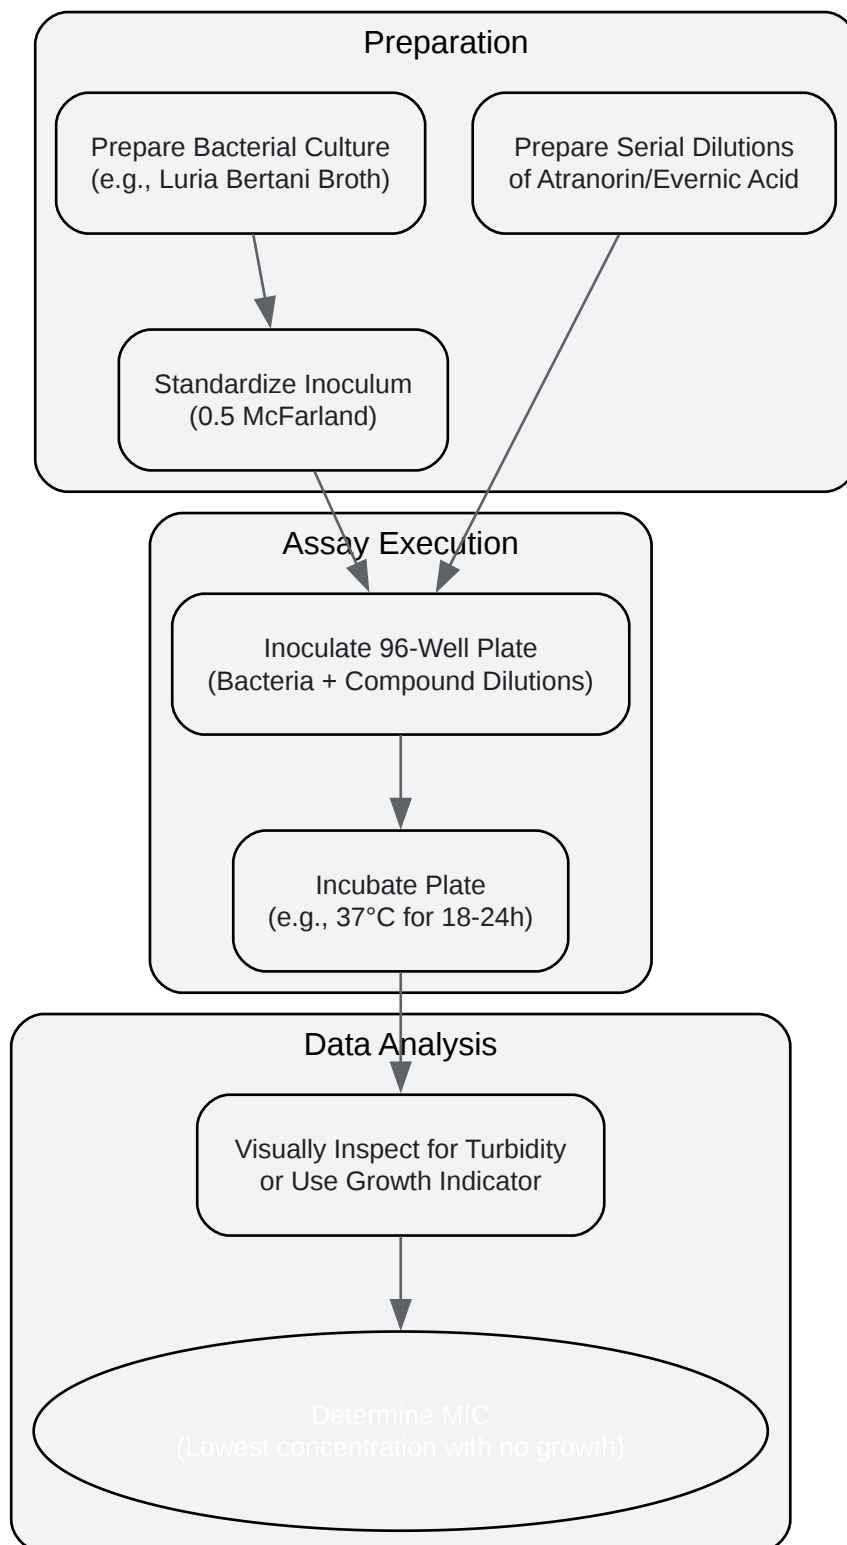 Preparation
Prepare Bacterial Culture
(e.g., Luria Bertani Broth)
Prepare Serial Dilutions
of Atranorin/Evernic Acid
Standardize Inoculum
(0.5 McFarland)
Assay Execution
Inoculate 96-Well Plate
(Bacteria + Compound Dilutions)
Incubate Plate
(e.g., 37°C for 18-24h)
Data Analysis
Visually Inspect for Turbidity
or Use Growth Indicator
Determine MIC
(Lowest concentration with no growth)